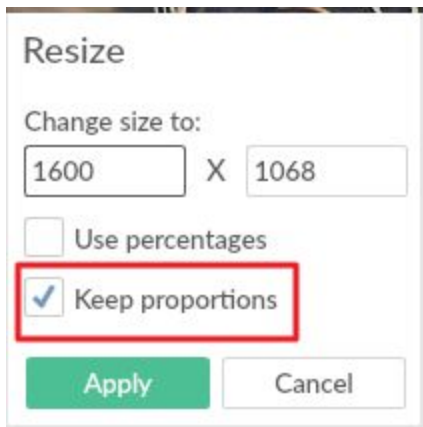 Resize
Change size to:
1600 X 1068
Use percentages
Keep proportions
Apply Cancel